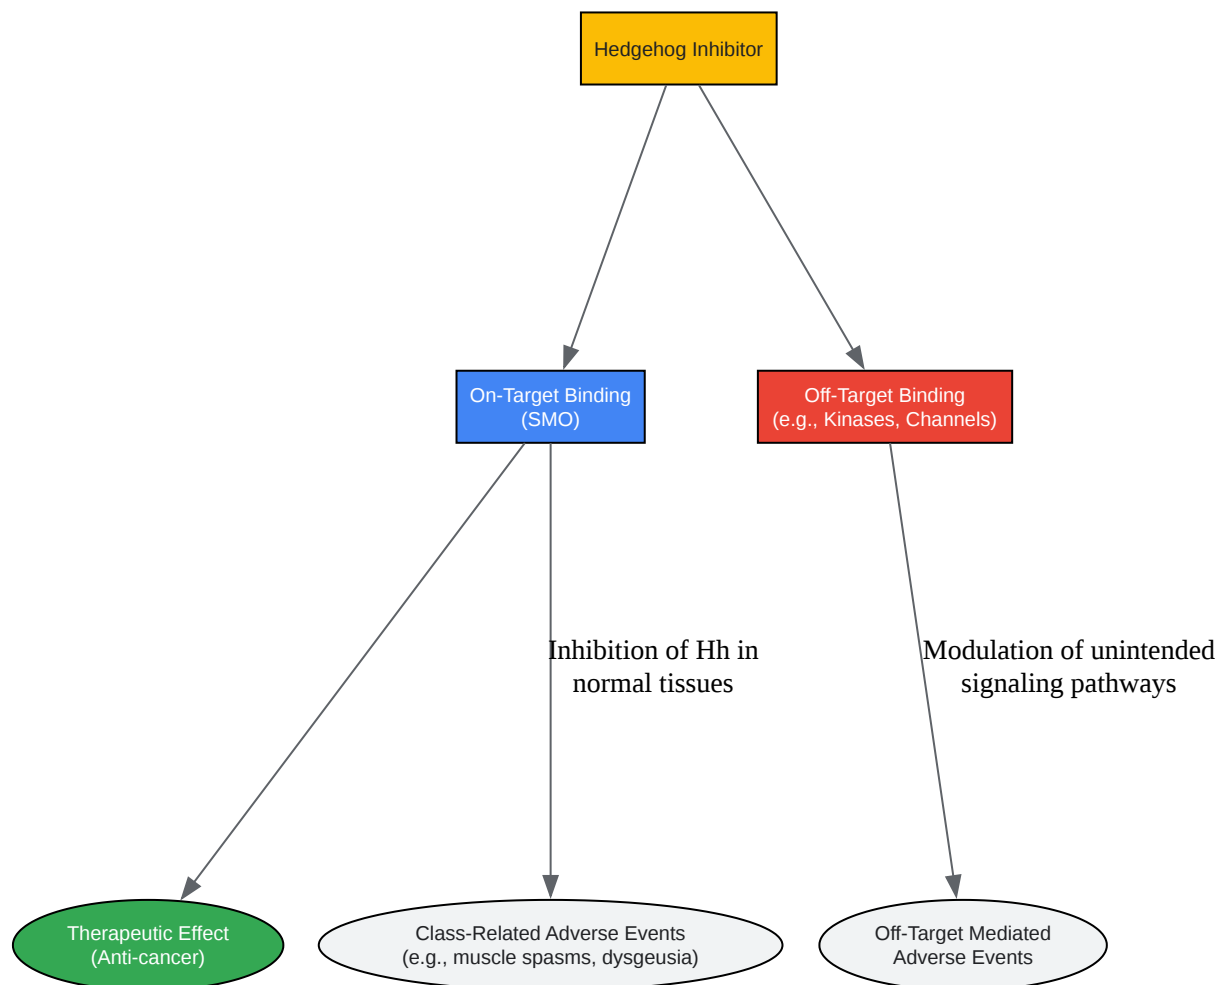 Hedgehog Inhibitor
On-Target Binding
(SMO)
Off-Target Binding
(e.g., Kinases, Channels)
Inhibition of Hh in
normal tissues
Modulation of unintended
signaling pathways
Therapeutic Effect
(Anti-cancer)
Class-Related Adverse Events
(e.g., muscle spasms, dysgeusia)
Off-Target Mediated
Adverse Events